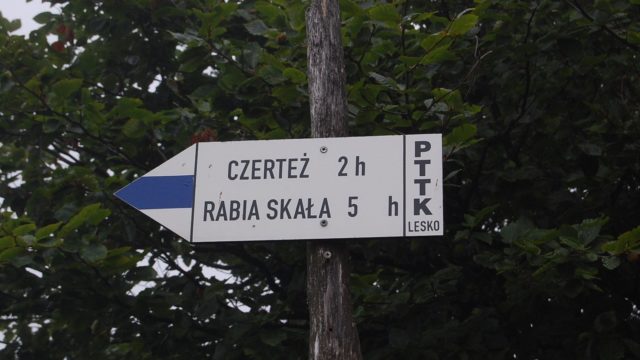 CZERTEŻ 2 h
RABIA SKAŁA 5 h
PTTK
LESKO